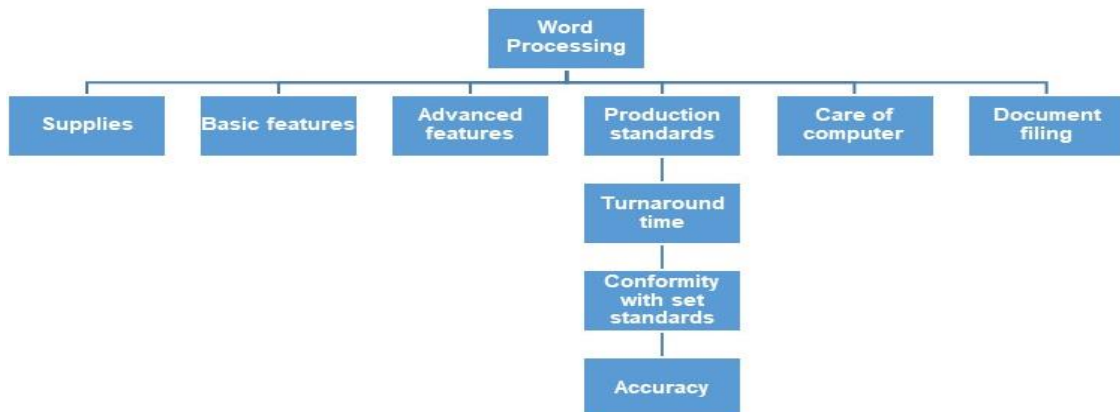 Word
Processing
Supplies
Basic features
Advanced
features
Production
standards
Care of
computer
Document
filing
Turnaround
time
Conformity
with set
standards
Accuracy